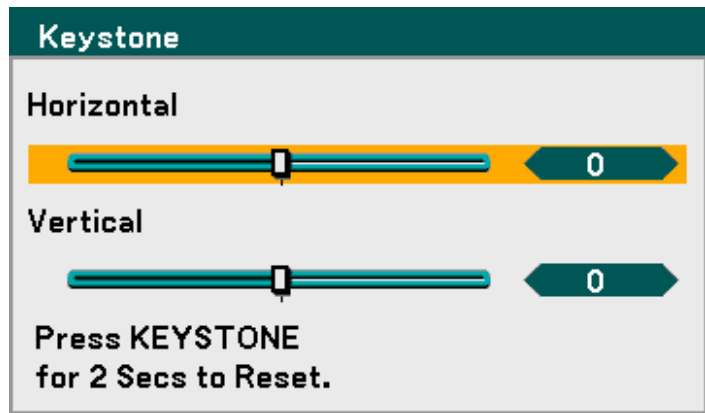 Keystone
Horizontal
0
Vertical
0
Press KEYSTONE
for 2 Secs to Reset.